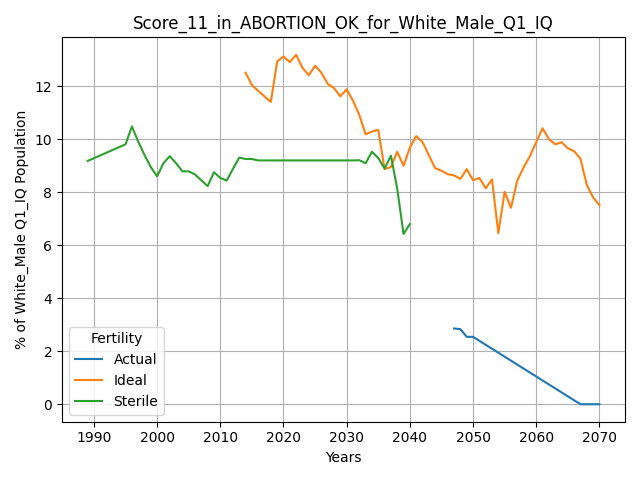 Score_11_in_ABORTION_OK_for_White_Male_Q1_IQ
% of White_Male Q1_IQ Population
12
10
8
6
4
2
0
Fertility
Actual
Ideal
Sterile
1990 2000 2010 2020 2030 2040 2050 2060 2070
Years